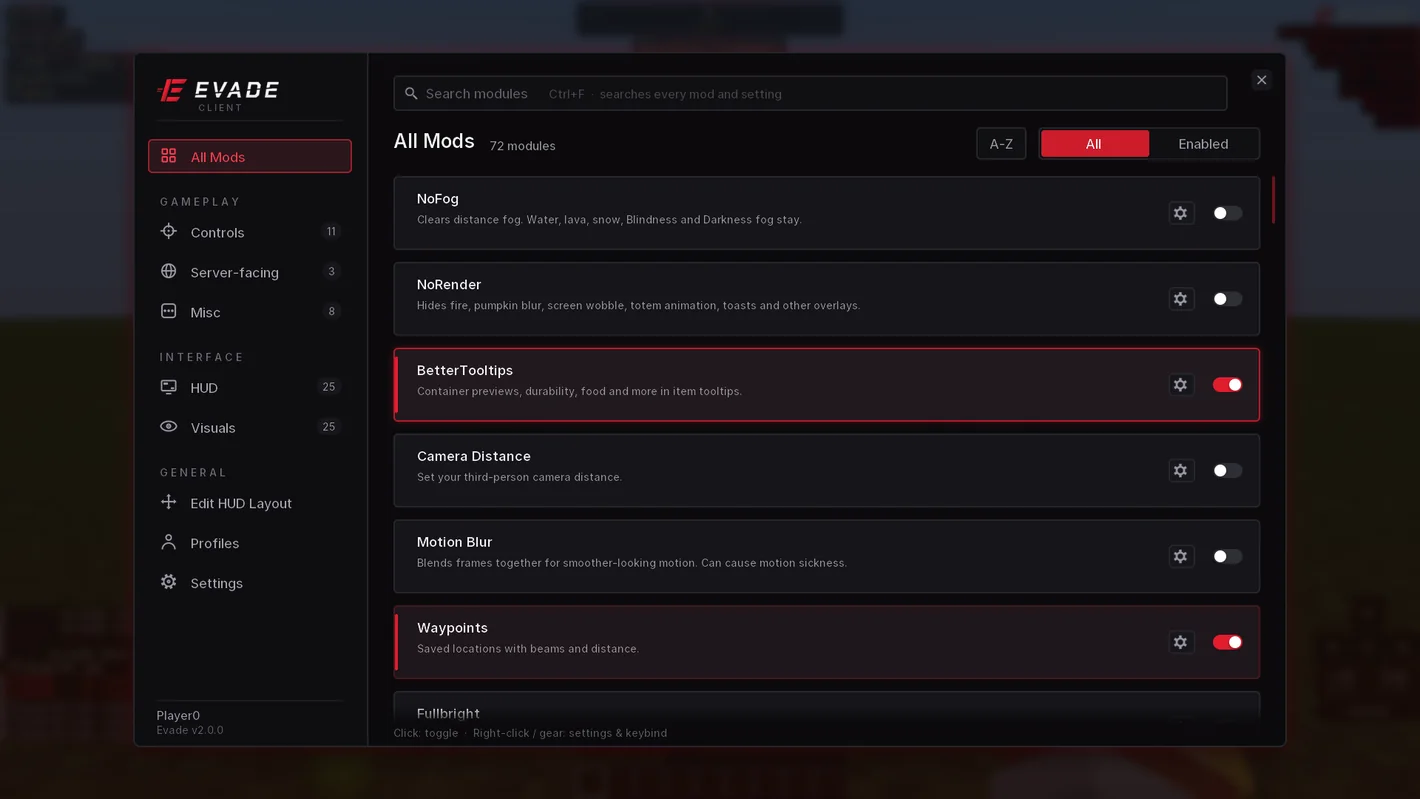 EVADE
CLIENT
All Mods
GAMEPLAY
Controls 11
Server-facing 3
Misc 8
INTERFACE
HUD 25
Visuals 25
GENERAL
Edit HUD Layout
Profiles
Settings
Player0
Evade v2.0.0
Search modules Ctrl+F · searches every mod and setting
All Mods 72 modules
A-Z All Enabled
NoFog
Clears distance fog. Water, lava, snow, Blindness and Darkness fog stay.
NoRender
Hides fire, pumpkin blur, screen wobble, totem animation, toasts and other overlays.
BetterTooltips
Container previews, durability, food and more in item tooltips.
Camera Distance
Set your third-person camera distance.
Motion Blur
Blends frames together for smoother-looking motion. Can cause motion sickness.
Waypoints
Saved locations with beams and distance.
Fullbright
Click: toggle · Right-click / gear: settings & keybind